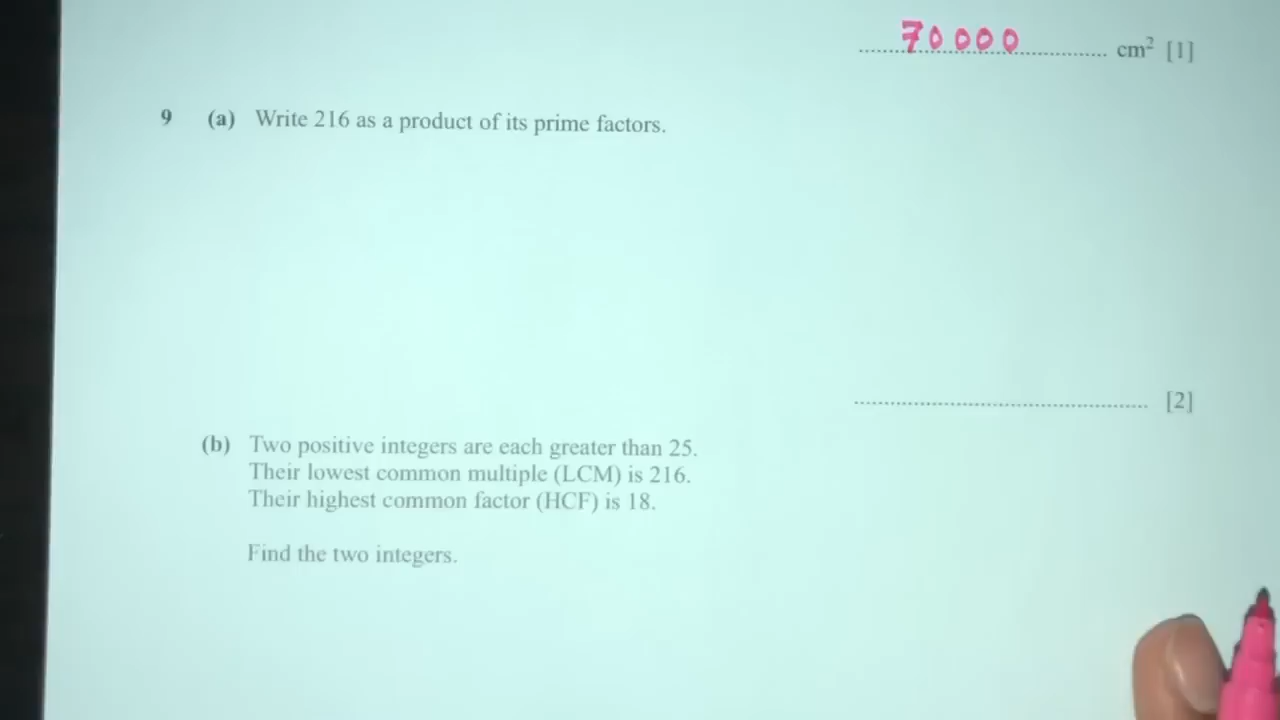 70 000 cm² [1]
9 (a) Write 216 as a product of its prime factors.
[2]
(b) Two positive integers are each greater than 25.
Their lowest common multiple (LCM) is 216.
Their highest common factor (HCF) is 18.
Find the two integers.